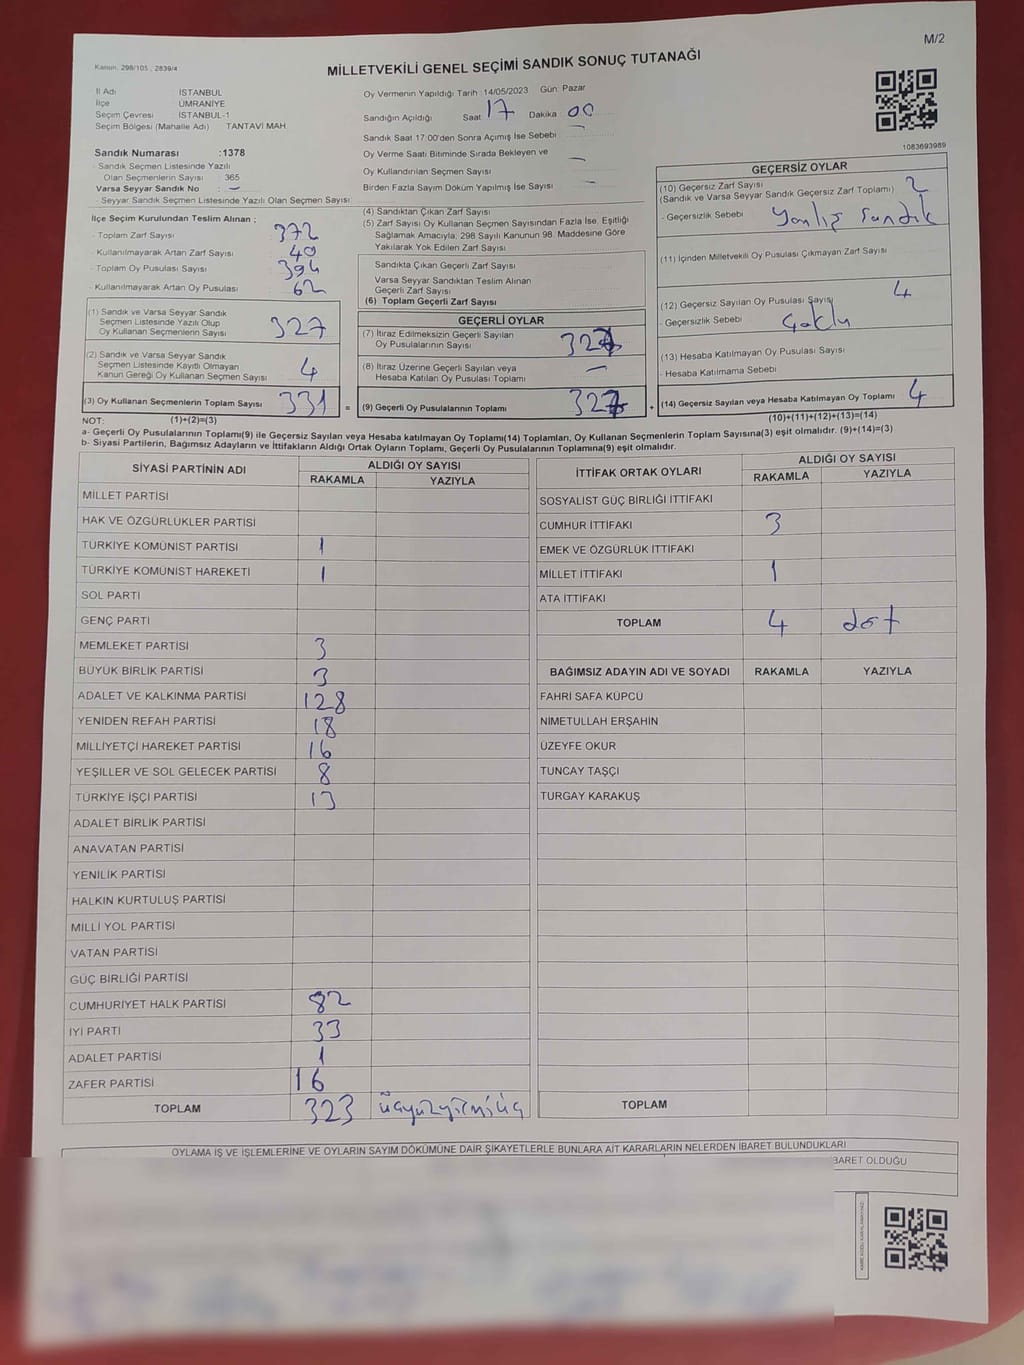 M/2
Kanun. 298/105 , 2839/4
MİLLETVEKİLİ GENEL SEÇİMİ SANDIK SONUÇ TUTANAĞI
İl Adı : İSTANBUL
İlçe : ÜMRANİYE
Seçim Çevresi : İSTANBUL-1
Seçim Bölgesi (Mahalle Adı) : TANTAVİ MAH
Sandık Numarası :1378
- Sandık Seçmen Listesinde Yazılı
Olan Seçmenlerin Sayısı : 365
Varsa Seyyar Sandık No : –
- Seyyar Sandık Seçmen Listesinde Yazılı Olan Seçmen Sayısı :
Oy Vermenin Yapıldığı Tarih :14/05/2023 Gün: Pazar
Sandığın Açıldığı Saat 17 Dakika 00
Sandık Saat 17:00'den Sonra Açımış İse Sebebi –
Oy Verme Saati Bitiminde Sırada Bekleyen ve
Oy Kullandırılan Seçmen Sayısı –
Birden Fazla Sayım Döküm Yapılmış İse Sayısı –
1083693989
İlçe Seçim Kurulundan Teslim Alınan ;
- Toplam Zarf Sayısı 372
- Kullanılmayarak Artan Zarf Sayısı 40
- Toplam Oy Pusulası Sayısı 394
- Kullanılmayarak Artan Oy Pusulası 62
(1) Sandık ve Varsa Seyyar Sandık
Seçmen Listesinde Yazılı Olup
Oy Kullanan Seçmenlerin Sayısı 327
(2) Sandık ve Varsa Seyyar Sandık
Seçmen Listesinde Kayıtlı Olmayan
Kanun Gereği Oy Kullanan Seçmen Sayısı 4
(3) Oy Kullanan Seçmenlerin Toplam Sayısı 331 =
(1)+(2)=(3)
(4) Sandıktan Çıkan Zarf Sayısı
(5) Zarf Sayısı Oy Kullanan Seçmen Sayısından Fazla İse, Eşitliği
Sağlamak Amacıyla; 298 Sayılı Kanunun 98. Maddesine Göre
Yakılarak Yok Edilen Zarf Sayısı
Sandıkta Çıkan Geçerli Zarf Sayısı
Varsa Seyyar Sandıktan Teslim Alınan
Geçerli Zarf Sayısı
(6) Toplam Geçerli Zarf Sayısı
GEÇERLİ OYLAR
(7) İtiraz Edilmeksizin Geçerli Sayılan
Oy Pusulalarının Sayısı 327
(8) İtiraz Üzerine Geçerli Sayılan veya
Hesaba Katılan Oy Pusulası Toplamı –
(9) Geçerli Oy Pusulalarının Toplamı 327 +
GEÇERSİZ OYLAR
(10) Geçersiz Zarf Sayısı 2
(Sandık ve Varsa Seyyar Sandık Geçersiz Zarf Toplamı)
- Geçersizlik Sebebi Yanlış sandık
(11) İçinden Milletvekili Oy Pusulası Çıkmayan Zarf Sayısı
(12) Geçersiz Sayılan Oy Pusulası Sayısı 4
- Geçersizlik Sebebi Çoklu
(13) Hesaba Katılmayan Oy Pusulası Sayısı
- Hesaba Katılmama Sebebi
(14) Geçersiz Sayılan veya Hesaba Katılmayan Oy Toplamı 4
(10)+(11)+(12)+(13)=(14)
NOT:
a- Geçerli Oy Pusulalarının Toplamı(9) ile Geçersiz Sayılan veya Hesaba katılmayan Oy Toplamı(14) Toplamları, Oy Kullanan Seçmenlerin Toplam Sayısına(3) eşit olmalıdır. (9)+(14)=(3)
b- Siyasi Partilerin, Bağımsız Adayların ve İttifakların Aldığı Ortak Oyların Toplamı, Geçerli Oy Pusulalarının Toplamına(9) eşit olmalıdır.
SİYASİ PARTİNİN ADI ALDIĞI OY SAYISI
RAKAMLA YAZIYLA
MİLLET PARTİSİ
HAK VE ÖZGÜRLÜKLER PARTİSİ
TÜRKİYE KOMÜNİST PARTİSİ 1
TÜRKİYE KOMÜNİST HAREKETİ 1
SOL PARTİ
GENÇ PARTİ
MEMLEKET PARTİSİ 3
BÜYÜK BİRLİK PARTİSİ 3
ADALET VE KALKINMA PARTİSİ 128
YENİDEN REFAH PARTİSİ 18
MİLLİYETÇİ HAREKET PARTİSİ 16
YEŞİLLER VE SOL GELECEK PARTİSİ 8
TÜRKİYE İŞÇİ PARTİSİ 13
ADALET BİRLİK PARTİSİ
ANAVATAN PARTİSİ
YENİLİK PARTİSİ
HALKIN KURTULUŞ PARTİSİ
MİLLİ YOL PARTİSİ
VATAN PARTİSİ
GÜÇ BİRLİĞİ PARTİSİ
CUMHURİYET HALK PARTİSİ 82
İYİ PARTİ 33
ADALET PARTİSİ 1
ZAFER PARTİSİ 16
TOPLAM 323 üçyüzyirmiüç
İTTİFAK ORTAK OYLARI ALDIĞI OY SAYISI
RAKAMLA YAZIYLA
SOSYALİST GÜÇ BİRLİĞİ İTTİFAKI
CUMHUR İTTİFAKI 3
EMEK VE ÖZGÜRLÜK İTTİFAKI
MİLLET İTTİFAKI 1
ATA İTTİFAKI
TOPLAM 4 dört
BAĞIMSIZ ADAYIN ADI VE SOYADI RAKAMLA YAZIYLA
FAHRİ SAFA KÜPCÜ
NİMETULLAH ERŞAHİN
ÜZEYFE OKUR
TUNCAY TAŞÇI
TURGAY KARAKUŞ
TOPLAM
OYLAMA İŞ VE İŞLEMLERİNE VE OYLARIN SAYIM DÖKÜMÜNE DAİR ŞİKAYETLERLE BUNLARA AİT KARARLARIN NELERDEN İBARET BULUNDUKLARI
BARET OLDUĞU